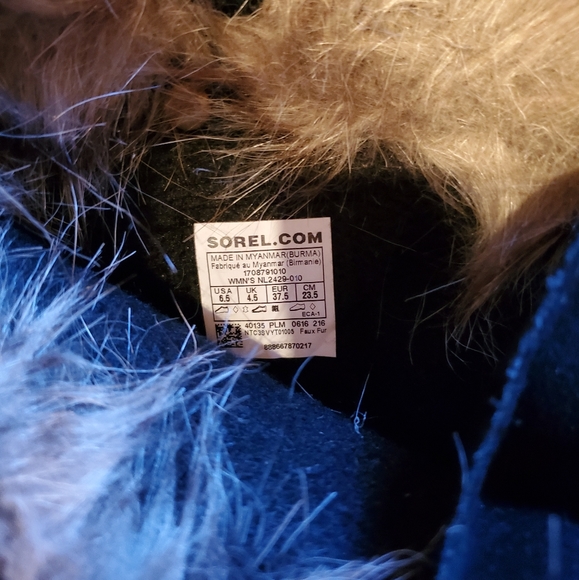 SOREL.COM
MADE IN MYANMAR(BURMA)
Fabriqué au Myanmar (Birmanie)
1708791010
WMN'S NL2429-010
USA UK EUR CM
6.5 4.5 37.5 23.5
ECA-1
40135 PLM 0616 216
NTC3SVYT01005 Faux Fur
888667870217